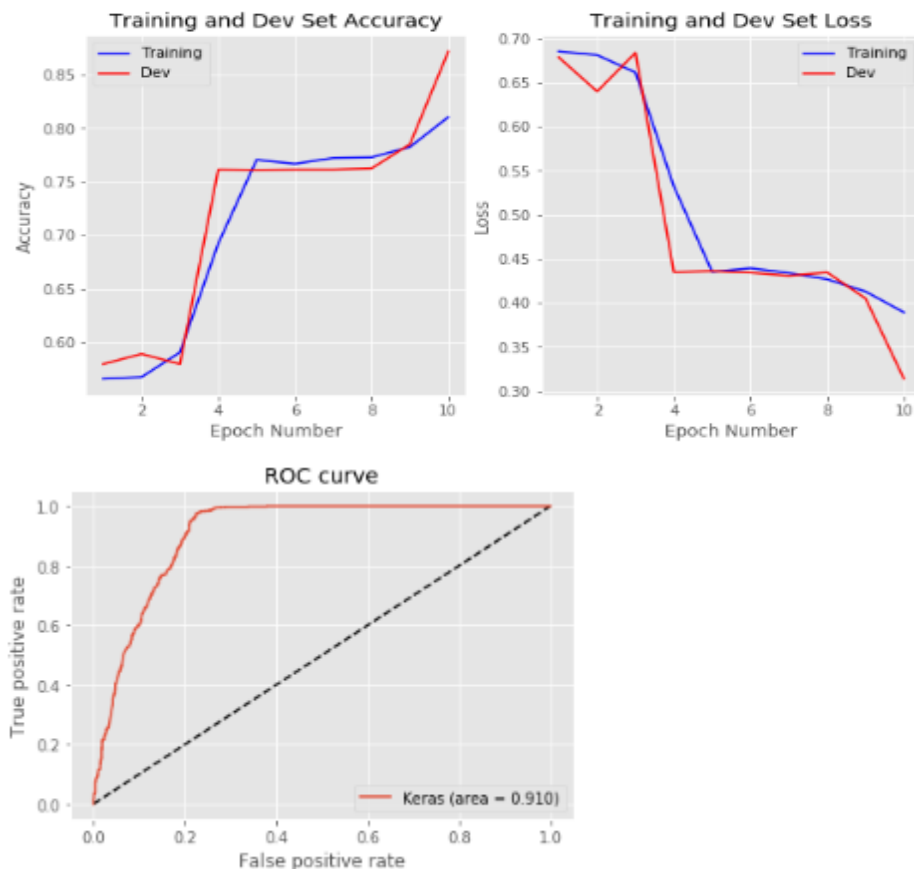 Training and Dev Set Accuracy
Training
Dev
0.85
0.80
0.75
0.70
0.65
0.60
Accuracy
2 4 6 8 10
Epoch Number
Training and Dev Set Loss
Training
Dev
0.70
0.65
0.60
0.55
0.50
0.45
0.40
0.35
0.30
Loss
2 4 6 8 10
Epoch Number
ROC curve
1.0
0.8
0.6
0.4
0.2
0.0
True positive rate
Keras (area = 0.910)
0.0 0.2 0.4 0.6 0.8 1.0
False positive rate